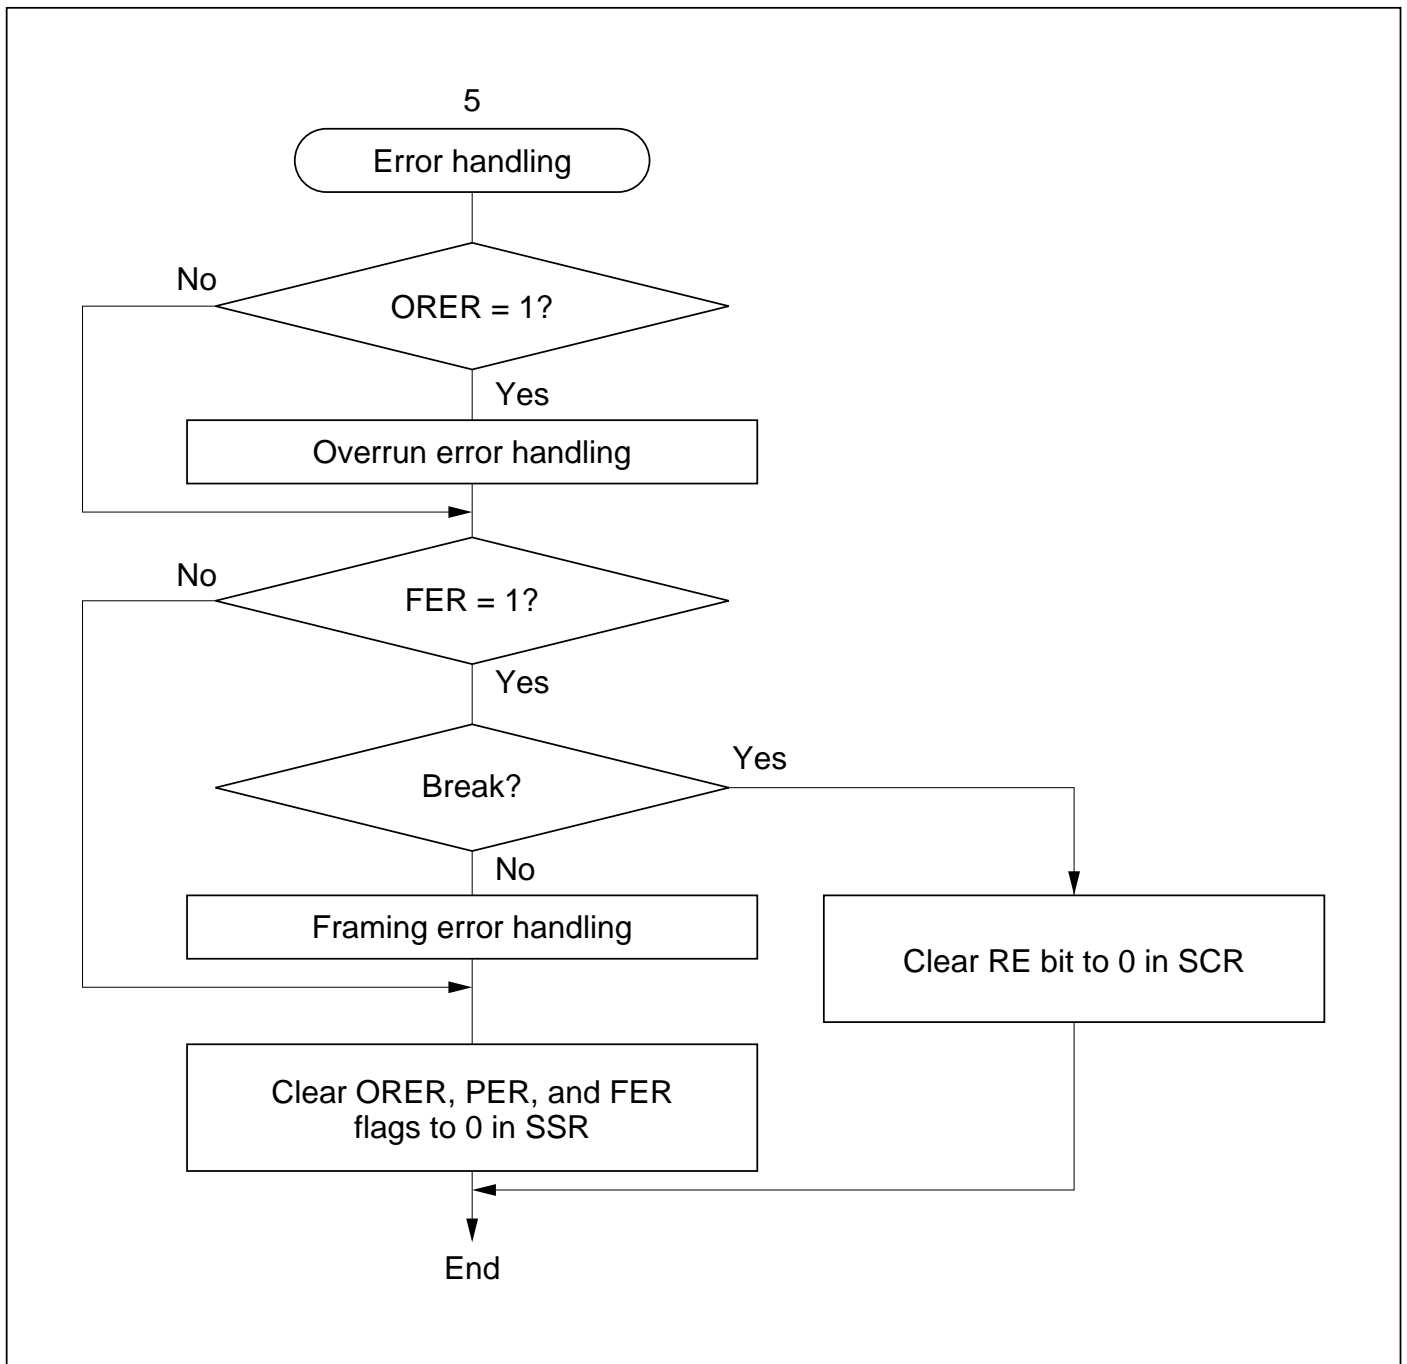 5
Error handling
No
ORER = 1?
Yes
Overrun error handling
No
FER = 1?
Yes
Break?
Yes
No
Framing error handling
Clear RE bit to 0 in SCR
Clear ORER, PER, and FER
flags to 0 in SSR
End